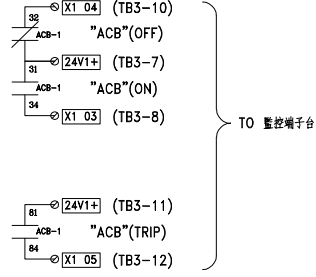 X1 04 (TB3-10)
32
ACB-1 "ACB"(OFF)
24V1+ (TB3-7)
31
ACB-1 "ACB"(ON)
34
X1 03 (TB3-8)
TO 監控端子台
24V1+ (TB3-11)
81
ACB-1 "ACB"(TRIP)
84
X1 05 (TB3-12)